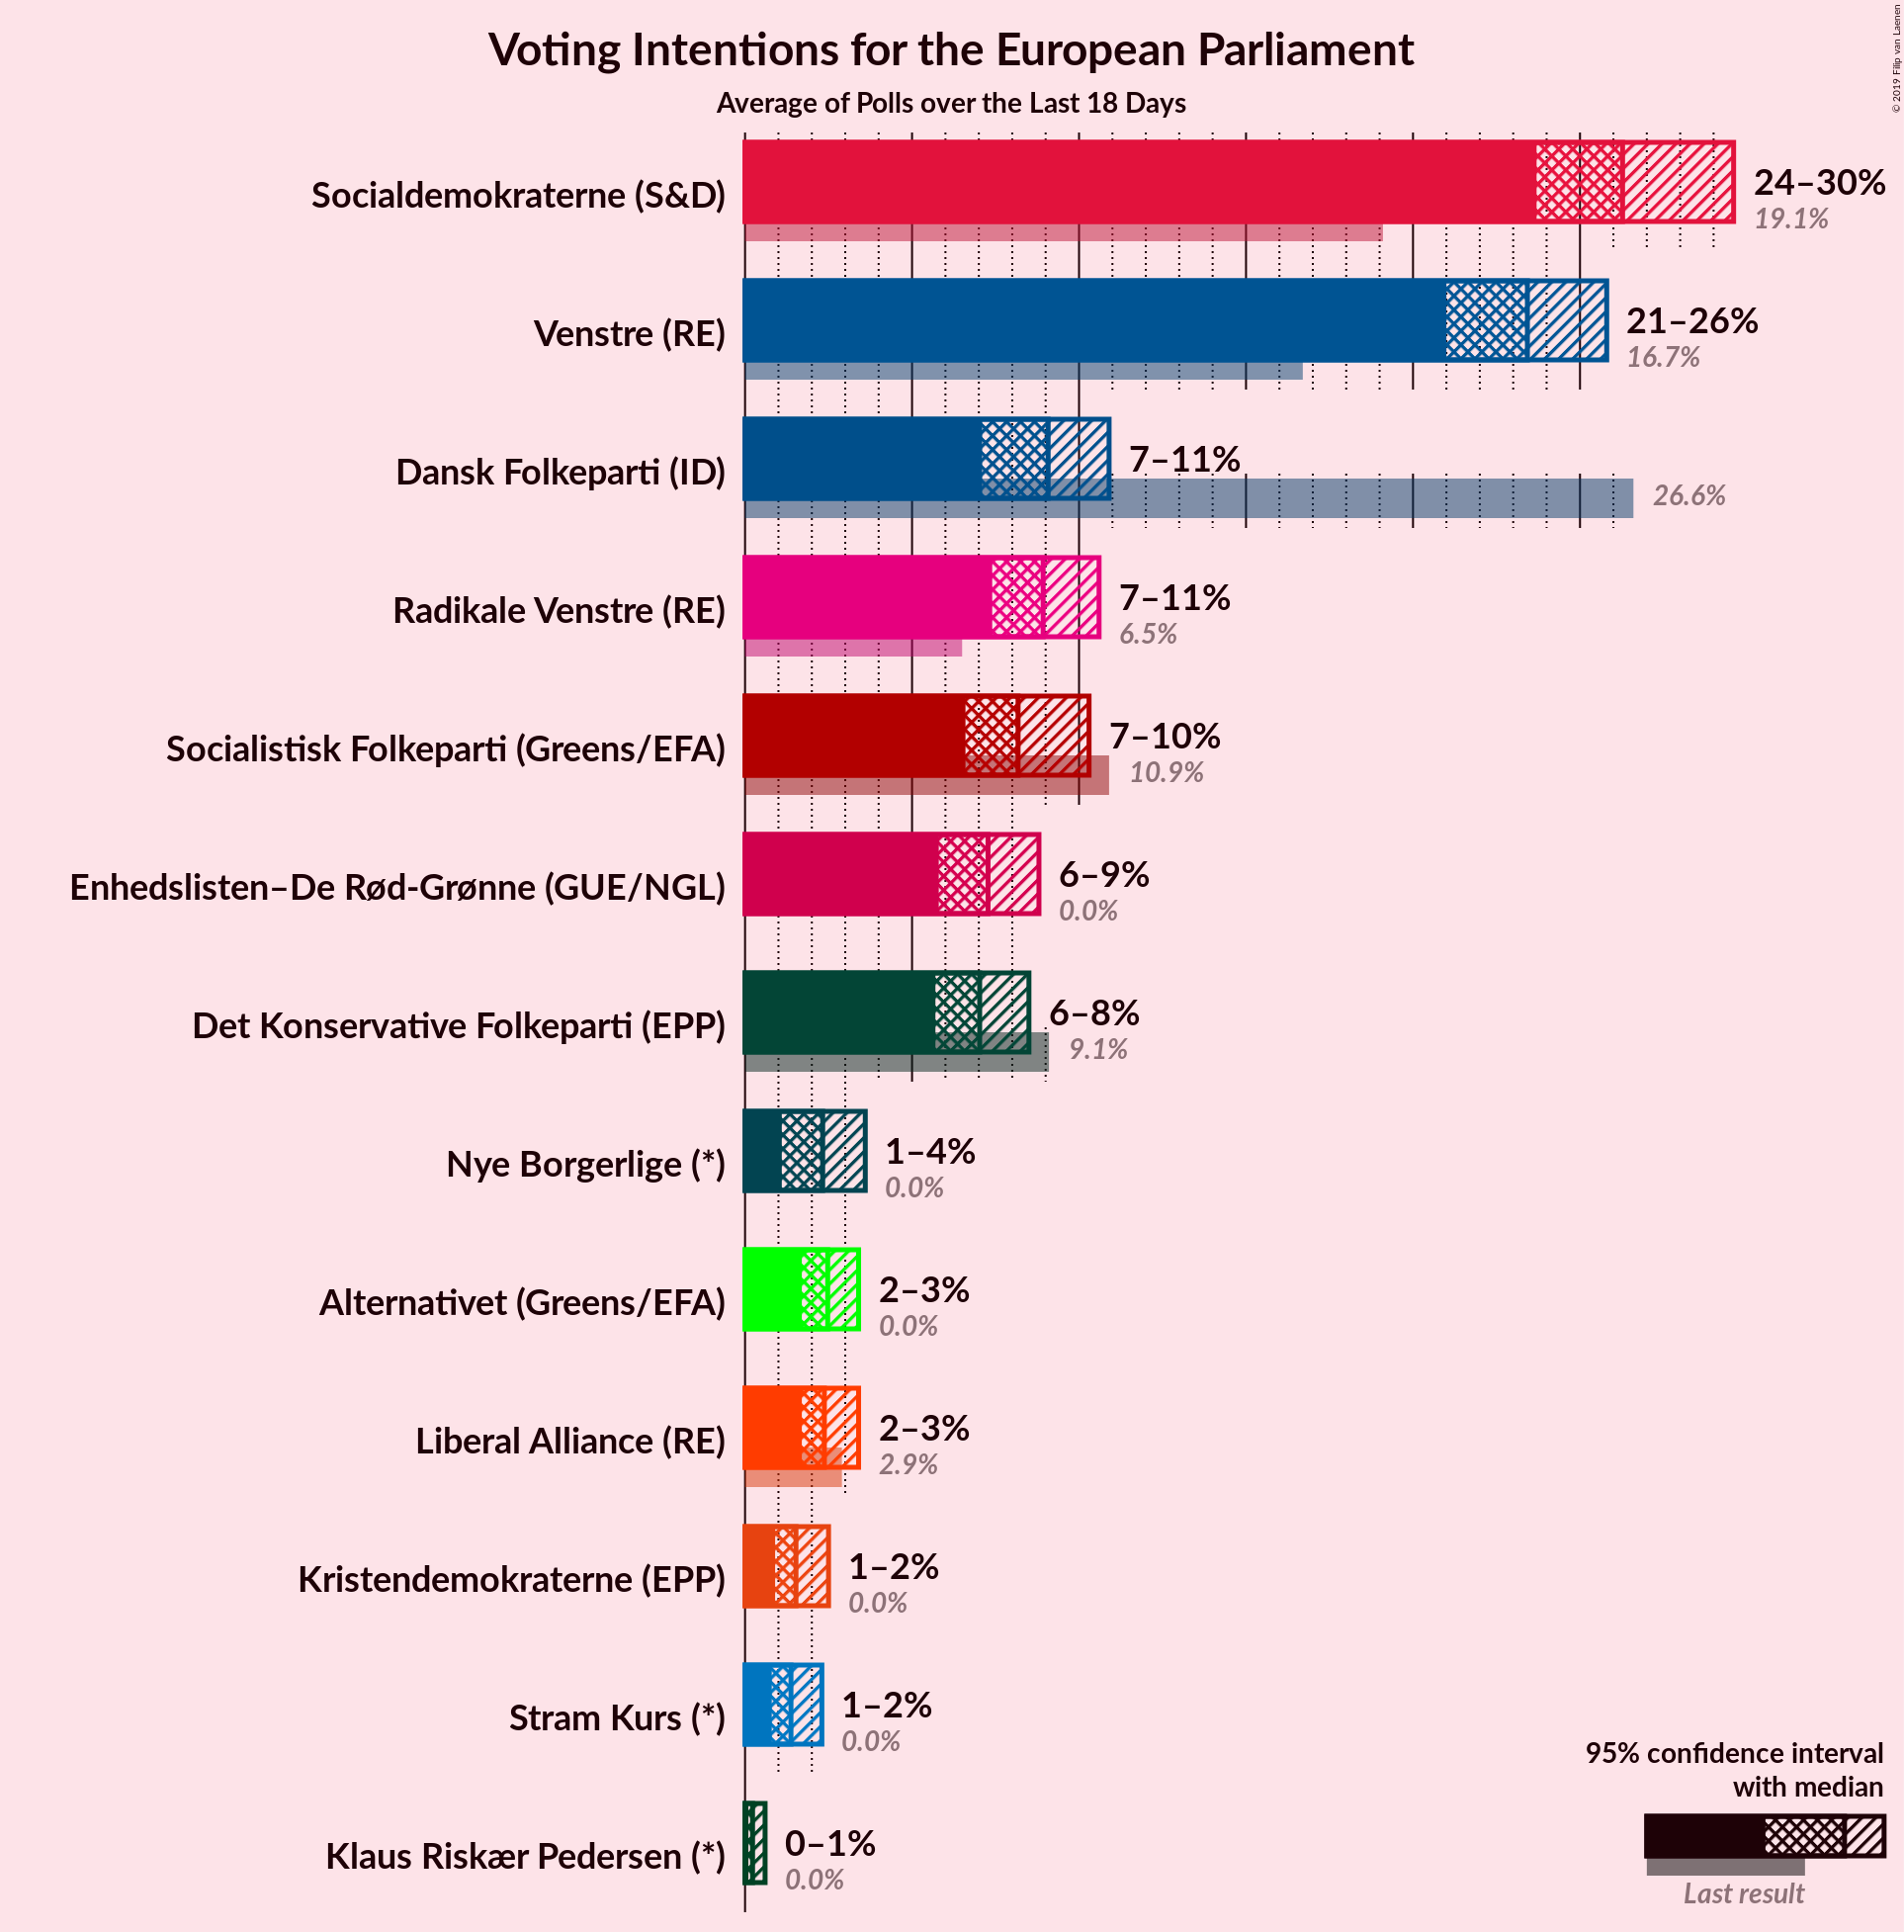 Voting Intentions for the European Parliament
Average of Polls over the Last 18 Days
© 2019 Filip van Laenen
Socialdemokraterne (S&D)
24–30%
19.1%
Venstre (RE)
21–26%
16.7%
Dansk Folkeparti (ID)
7–11%
26.6%
Radikale Venstre (RE)
7–11%
6.5%
Socialistisk Folkeparti (Greens/EFA)
7–10%
10.9%
Enhedslisten–De Rød-Grønne (GUE/NGL)
6–9%
0.0%
Det Konservative Folkeparti (EPP)
6–8%
9.1%
Nye Borgerlige (*)
1–4%
0.0%
Alternativet (Greens/EFA)
2–3%
0.0%
Liberal Alliance (RE)
2–3%
2.9%
Kristendemokraterne (EPP)
1–2%
0.0%
Stram Kurs (*)
1–2%
0.0%
Klaus Riskær Pedersen (*)
0–1%
0.0%
95% confidence interval
with median
Last result